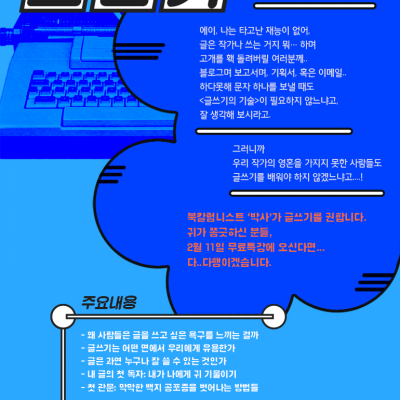 에이, 나는 타고난 재능이 없어,
글은 작가나 쓰는 거지 뭐… 하며
고개를 홱 돌려버릴 여러분께..
블로그며 보고서며, 기획서, 혹은 이메일..
하다못해 문자 하나를 보낼 때도
<글쓰기의 기술>이 필요하지 않느냐고,
잘 생각해 보시라고.
그러니까
우리 작가의 영혼을 가지지 못한 사람들도
글쓰기를 배워야 하지 않겠느냐고....!
북칼럼니스트 '박사'가 글쓰기를 권합니다.
귀가 쫑긋하신 분들,
2월 11일 무료특강에 오신다면...
다..다행이겠습니다.
주요내용
- 왜 사람들은 글을 쓰고 싶은 욕구를 느끼는 걸까
- 글쓰기는 어떤 면에서 우리에게 유용한가
- 글은 과연 누구나 잘 쓸 수 있는 것인가
- 내 글의 첫 독자: 내가 나에게 귀 기울이기
- 첫 관문: 막막한 백지 공포증을 벗어나는 방법들